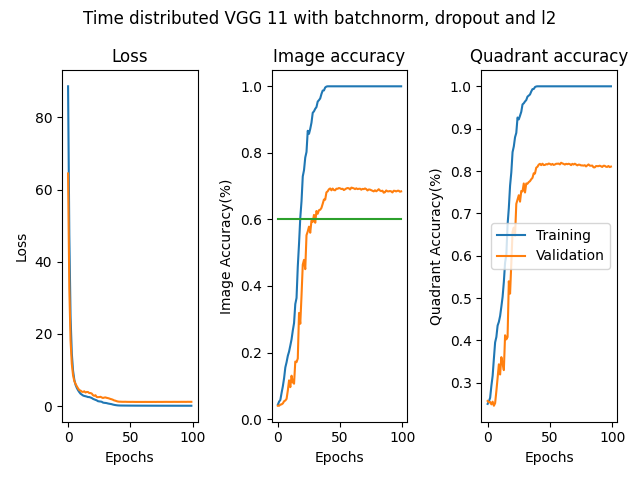 Time distributed VGG 11 with batchnorm, dropout and l2
Loss
Image accuracy
Quadrant accuracy
Loss
80
60
40
20
0
0
50
100
Epochs
Image Accuracy(%)
1.0
0.8
0.6
0.4
0.2
0.0
0
50
100
Epochs
Quadrant Accuracy(%)
1.0
0.9
0.8
0.7
0.6
0.5
0.4
0.3
Training
Validation
0
50
100
Epochs